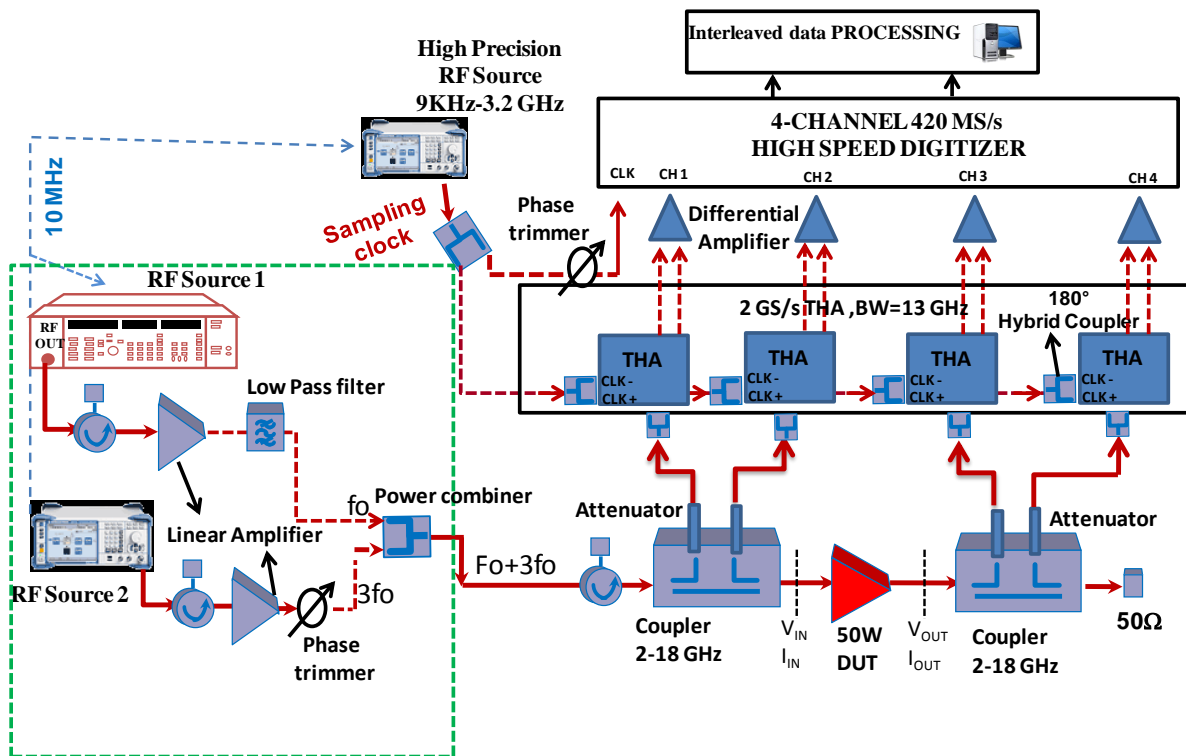 Interleaved data PROCESSING
High Precision
RF Source
9KHz-3.2 GHz
4-CHANNEL 420 MS/s
HIGH SPEED DIGITIZER
CLK
CH 1
CH 2
CH 3
CH 4
10 MHz
Sampling
clock
Phase
trimmer
Differential
Amplifier
RF Source 1
RF
OUT
2 GS/s THA ,BW=13 GHz
180°
Hybrid Coupler
THA
CLK -
CLK +
THA
CLK -
CLK +
THA
CLK -
CLK +
THA
CLK -
CLK +
Low Pass filter
Linear Amplifier
fo
Power combiner
RF Source 2
3fo
Phase
trimmer
Fo+3fo
Attenuator
Attenuator
Coupler
2-18 GHz
VIN
IIN
50W
DUT
VOUT
IOUT
Coupler
2-18 GHz
50Ω